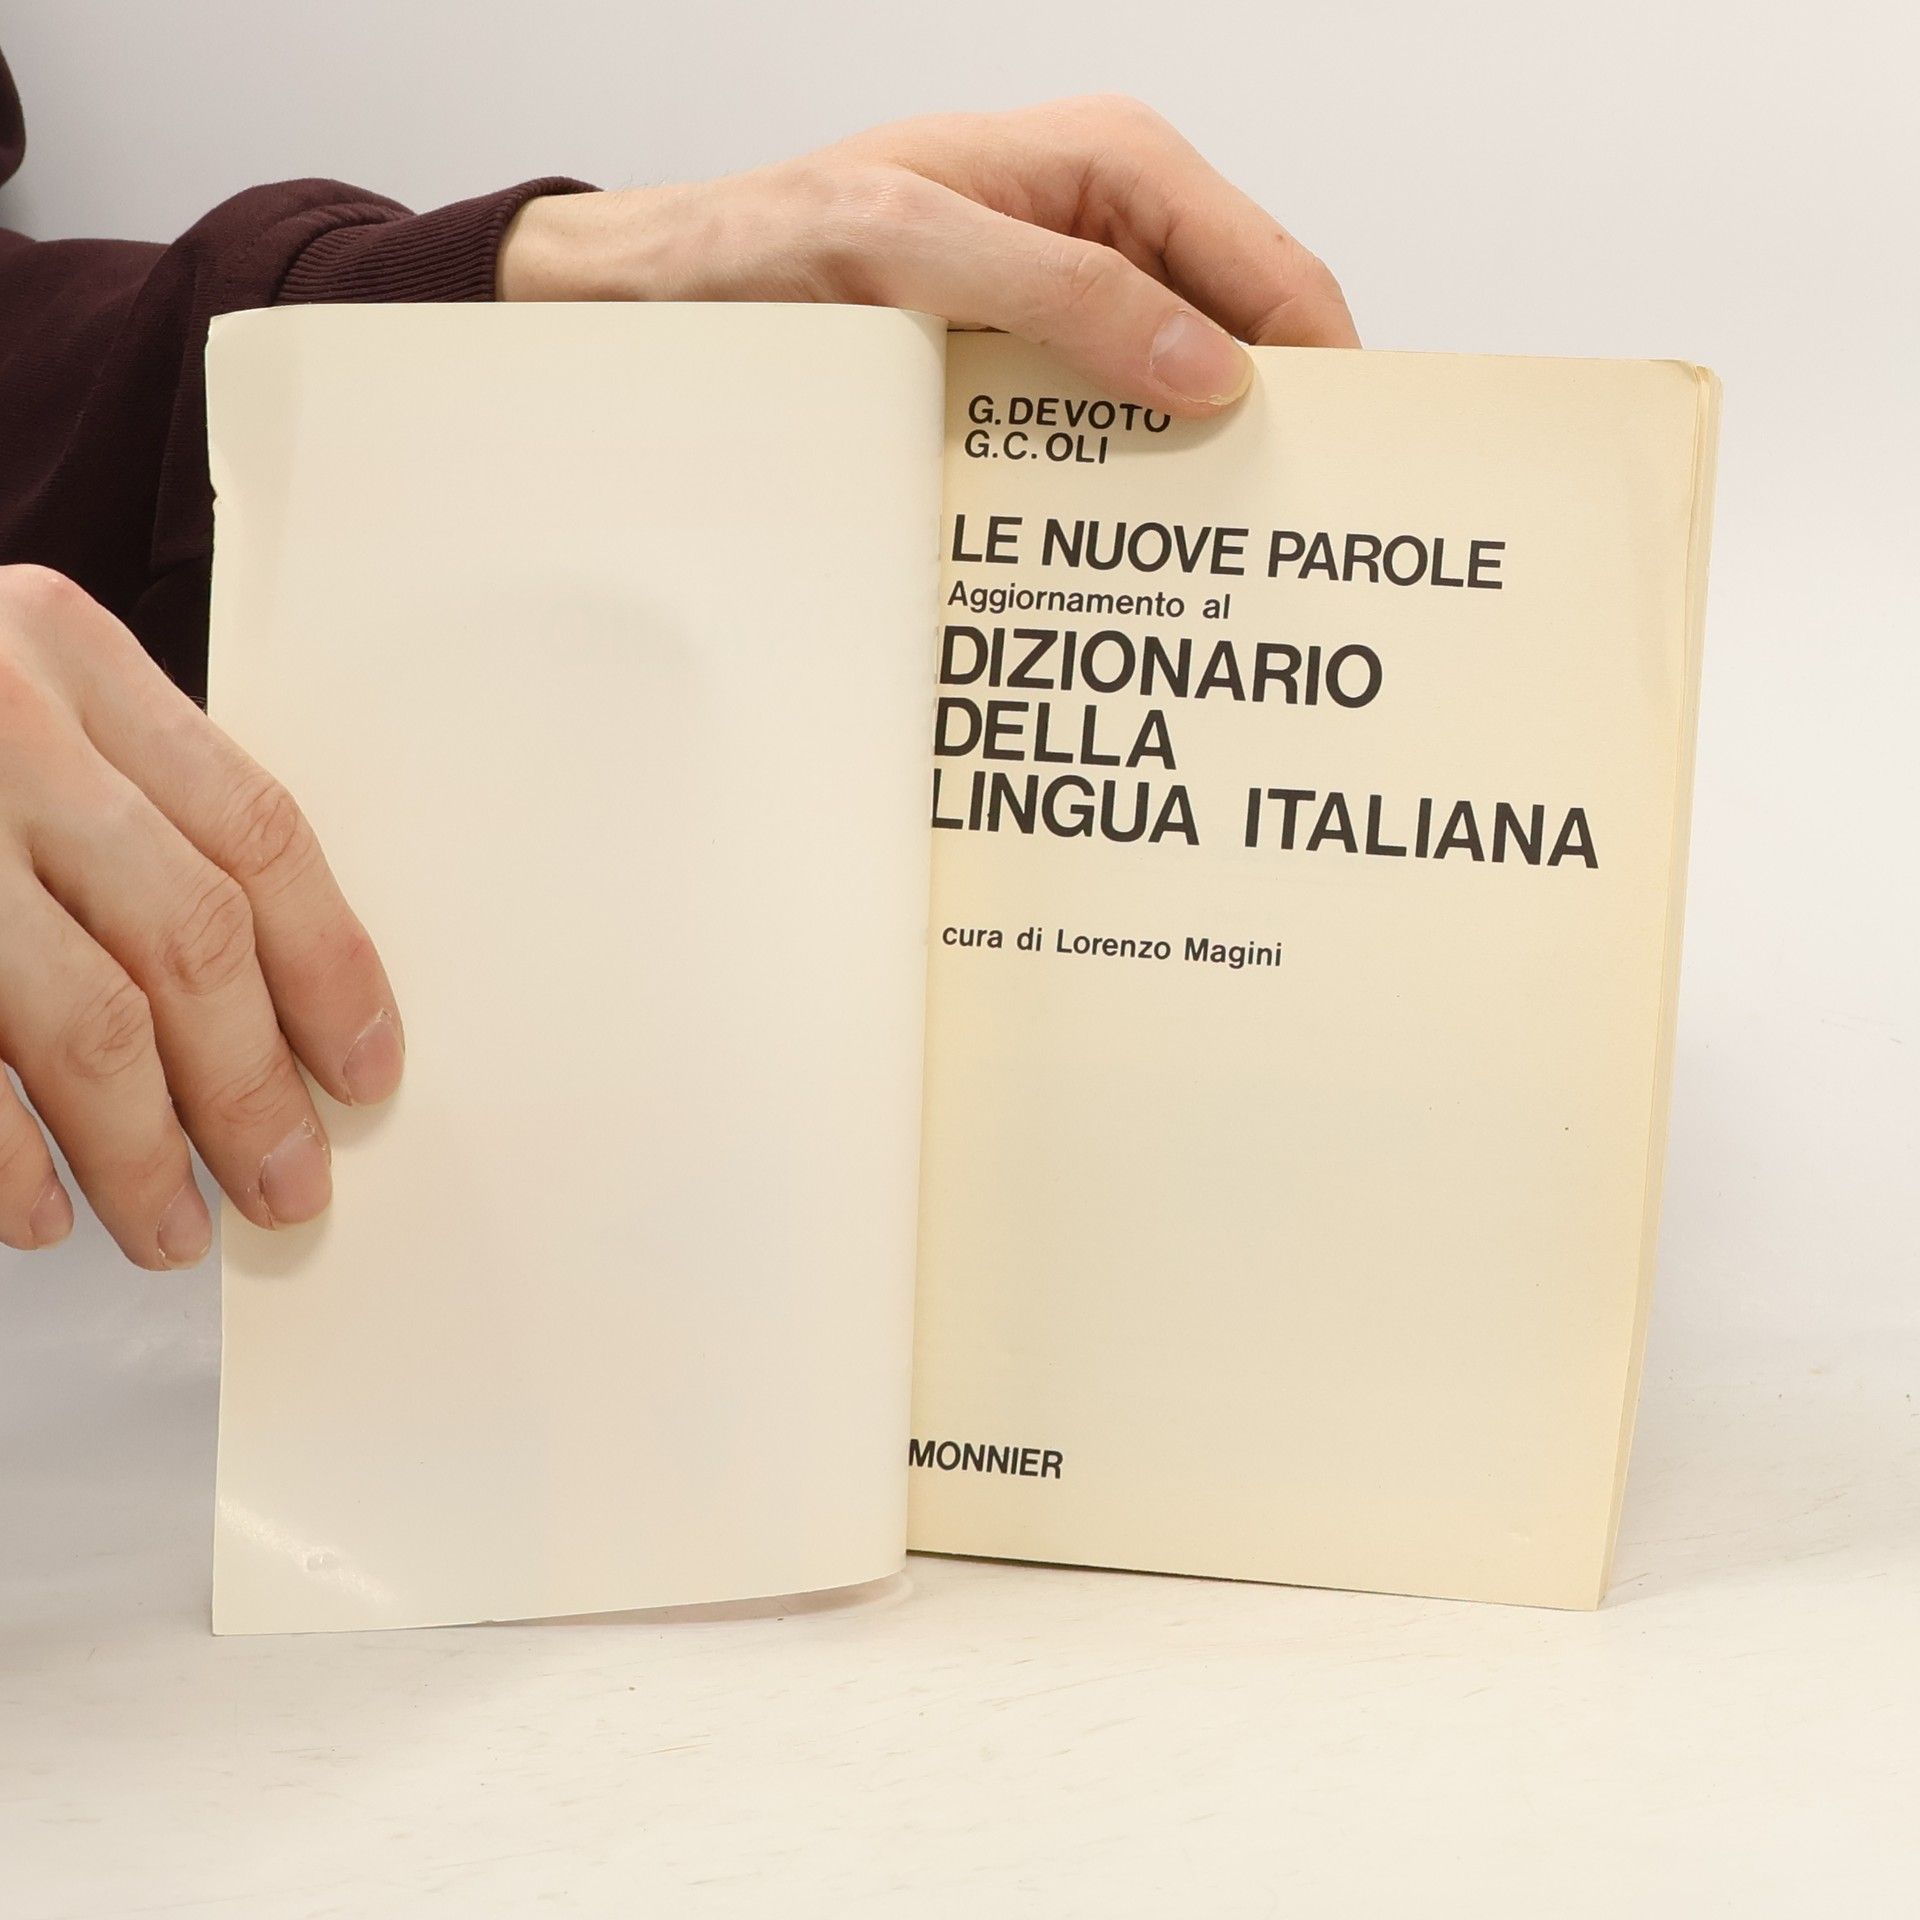 G. DEVOTO
G.C. OLI
LE NUOVE PAROLE
Aggiornamento al
DIZIONARIO
DELLA
LINGUA ITALIANA
cura di Lorenzo Magini
MONNIER